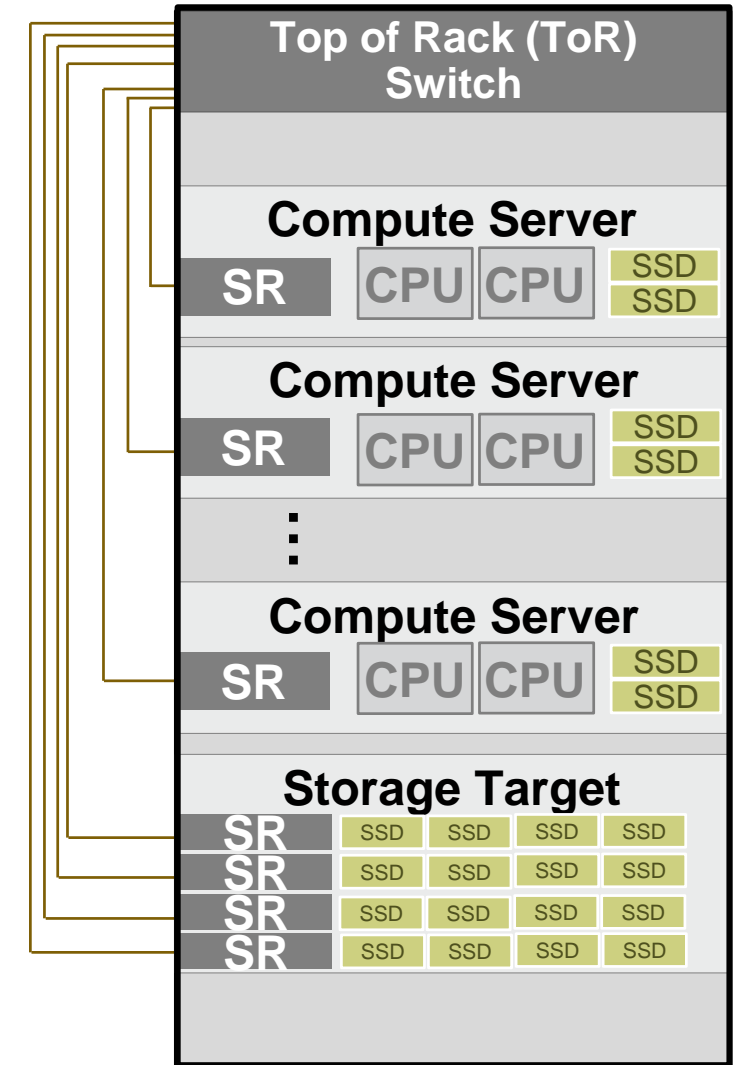 Top of Rack (ToR)
Switch
Compute Server
SR CPU CPU SSD
SSD
Compute Server
SR CPU CPU SSD
SSD
⋮
Compute Server
SR CPU CPU SSD
SSD
Storage Target
SR SSD SSD SSD SSD
SR SSD SSD SSD SSD
SR SSD SSD SSD SSD
SR SSD SSD SSD SSD